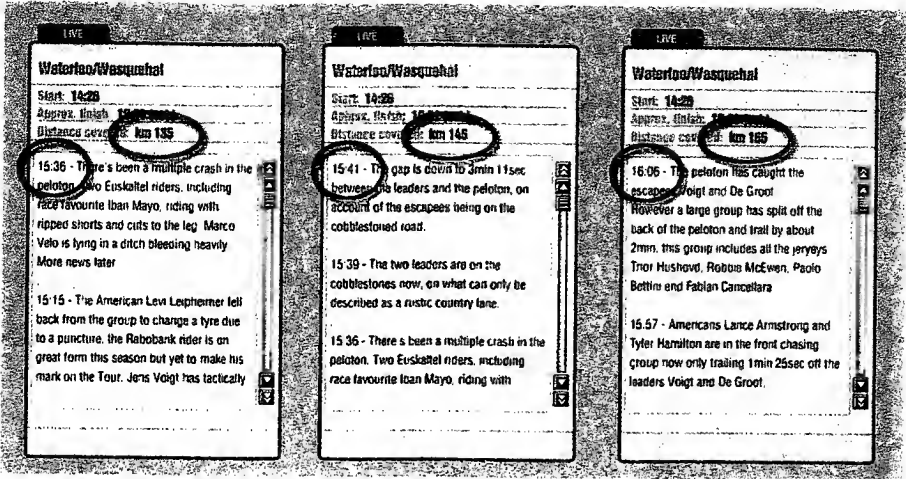 LIVE
Waterloo/Wasquehal
Start: 14:26
Approx. finish:
Distance covered: km 135
15:36 - There's been a multiple crash in the
peloton. Two Euskaltel riders, including
race favourite Iban Mayo, riding with
ripped shorts and cuts to the leg. Marco
Velo is lying in a ditch bleeding heavily
More news later
15:15 - The American Levi Leipheimer fell
back from the group to change a tyre due
to a puncture. the Rabobank rider is on
great form this season but yet to make his
mark on the Tour. Jens Voigt has tactically
LIVE
Waterloo/Wasquehal
Start: 14:26
Approx. finish:
Distance covered: km 145
15:41 - The gap is down to 3min 11sec
between the leaders and the peloton, on
account of the escapees being on the
cobblestoned road.
15:39 - The two leaders are on the
cobblestones now, on what can only be
described as a rustic country lane.
15:36 - There s been a multiple crash in the
peloton. Two Euskaltel riders, including
race favourite Iban Mayo, riding with
LIVE
Waterloo/Wasquehal
Start: 14:26
Approx. finish:
Distance covered: km 165
16:06 - The peloton has caught the
escapees Voigt and De Groot
However a large group has split off the
back of the peloton and trail by about
2min. this group includes all the jeryeys
Thor Hushovd, Robbie McEwen, Paolo
Bettini and Fabian Cancellara
15.57 - Americans Lance Armstrong and
Tyler Hamilton are in the front chasing
group now only trailing 1min 25sec off the
leaders Voigt and De Groot.